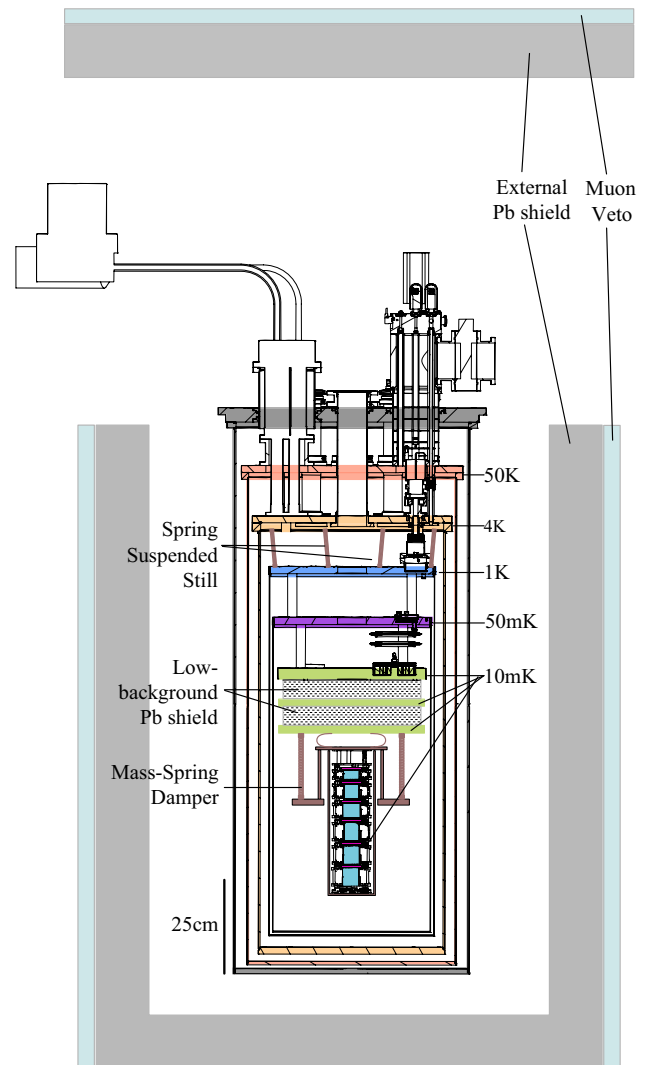 External
Pb shield
Muon
Veto
50K
4K
Spring
Suspended
Still
1K
50mK
Low-
background
Pb shield
10mK
Mass-Spring
Damper
25cm